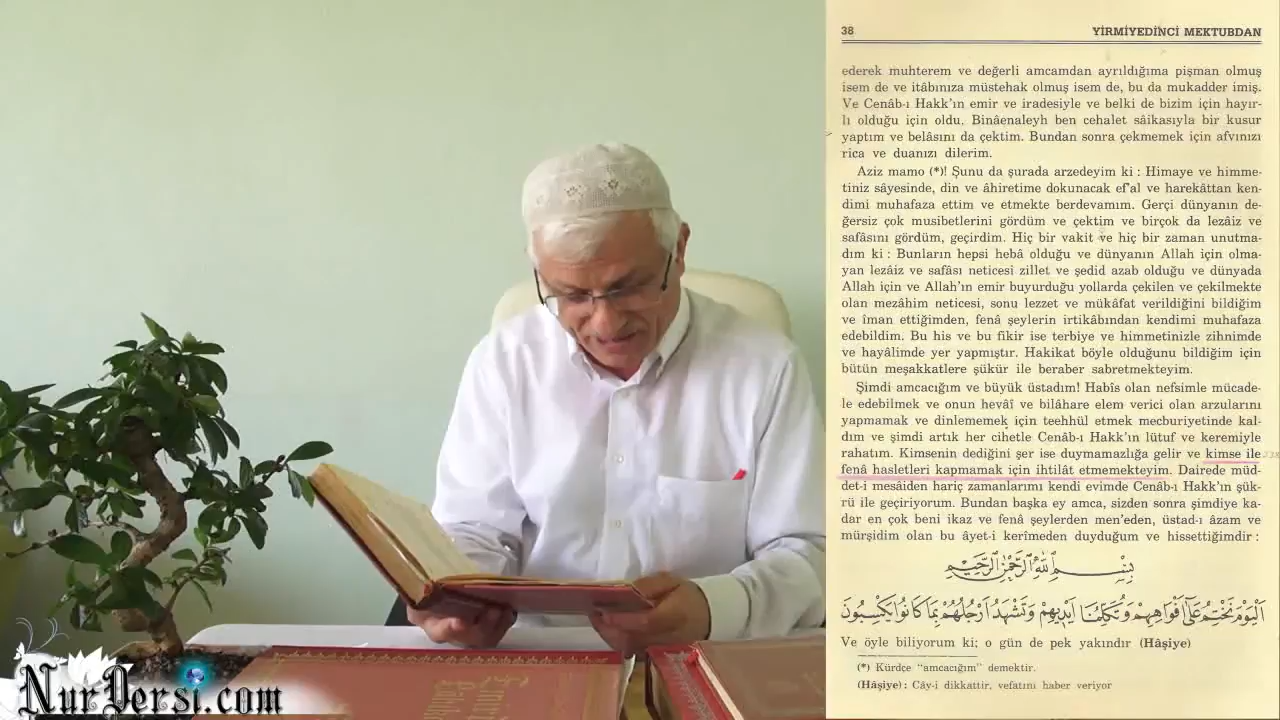 38
YİRMİYEDİNCİ MEKTUBDAN
ederek muhterem ve değerli amcamdan ayrıldığıma pişman olmuş
isem de ve itâbınıza müstehak olmuş isem de, bu da mukadder imiş.
Ve Cenâb-ı Hakk'ın emir ve iradesiyle ve belki de bizim için hayır-
lı olduğu için oldu. Binâenaleyh ben cehalet sâikasıyla bir kusur
yaptım ve belâsını da çektim. Bundan sonra çekmemek için afvınızı
rica ve duanızı dilerim.
Aziz mamo (*)! Şunu da şurada arzedeyim ki : Himaye ve himme-
tiniz sâyesinde, din ve âhiretime dokunacak ef'al ve harekâttan ken-
dimi muhafaza ettim ve etmekte berdevamım. Gerçi dünyanın de-
ğersiz çok musibetlerini gördüm ve çektim ve birçok da lezâiz ve
safâsını gördüm, geçirdim. Hiç bir vakit ve hiç bir zaman unutma-
dım ki : Bunların hepsi hebâ olduğu ve dünyanın Allah için olma-
yan lezâiz ve safâsı neticesi zillet ve şedid azab olduğu ve dünyada
Allah için ve Allah'ın emir buyurduğu yollarda çekilen ve çekilmekte
olan mezâhim neticesi, sonu lezzet ve mükâfat verildiğini bildiğim
ve îman ettiğimden, fenâ şeylerin irtikâbından kendimi muhafaza
edebildim. Bu his ve bu fikir ise terbiye ve himmetinizle zihnimde
ve hayâlimde yer yapmıştır. Hakikat böyle olduğunu bildiğim için
bütün meşakkatlere şükür ile beraber sabretmekteyim.
Şimdi amcacığım ve büyük üstadım! Habîs olan nefsimle mücade-
le edebilmek ve onun hevâî ve bilâhare elem verici olan arzularını
yapmamak ve dinlememek için teehhül etmek mecburiyetinde kal-
dım ve şimdi artık her cihetle Cenâb-ı Hakk'ın lütuf ve keremiyle
rahatım. Kimsenin dediğini şer ise duymamazlığa gelir ve kimse ile
fenâ hasletleri kapmamak için ihtilât etmemekteyim. Dairede müd-
det-i mesâiden hariç zamanlarımı kendi evimde Cenâb-ı Hakk'ın şük-
rü ile geçiriyorum. Bundan başka ey amca, sizden sonra şimdiye ka-
dar en çok beni ikaz ve fenâ şeylerden men'eden, üstad-ı âzam ve
mürşidim olan bu âyet-i kerîmeden duyduğum ve hissettiğimdir :
بِسْمِ اللّٰهِ الرَّحْمٰنِ الرَّحِيمِ
اَلْيَوْمَ نَخْتِمُ عَلٰٓى اَفْوَاهِهِمْ وَتُكَلِّمُنَٓا اَيْدِيهِمْ وَتَشْهَدُ اَرْجُلُهُمْ بِمَا كَانُوا يَكْسِبُونَ
Ve öyle biliyorum ki; o gün de pek yakındır (Hâşiye)
(*) Kürdçe "amcacığım" demektir.
(Hâşiye) : Cây-i dikkattir, vefatını haber veriyor
NurDersi.com